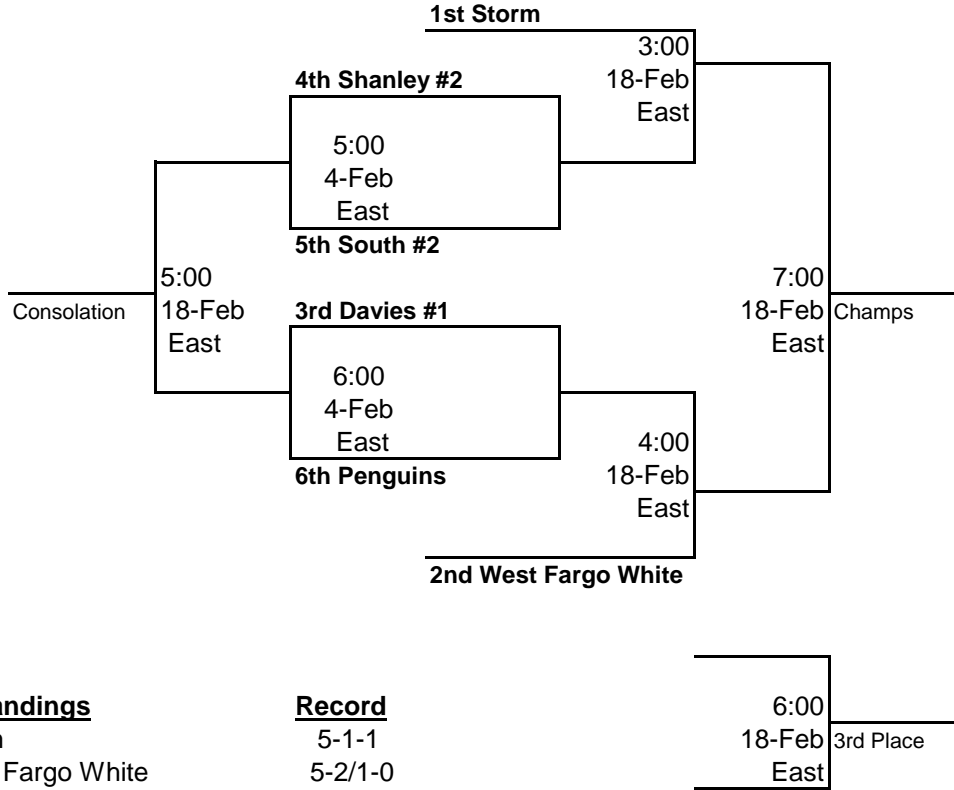 1st Storm
3:00
18-Feb
East
4th Shanley #2
5:00
4-Feb
East
5th South #2
5:00
18-Feb
East
Consolation
3rd Davies #1
6:00
4-Feb
East
6th Penguins
4:00
18-Feb
East
2nd West Fargo White
7:00
18-Feb
East
Champs
andings Record
5-1-1
Fargo White 5-2/1-0
6:00
18-Feb
East
3rd Place